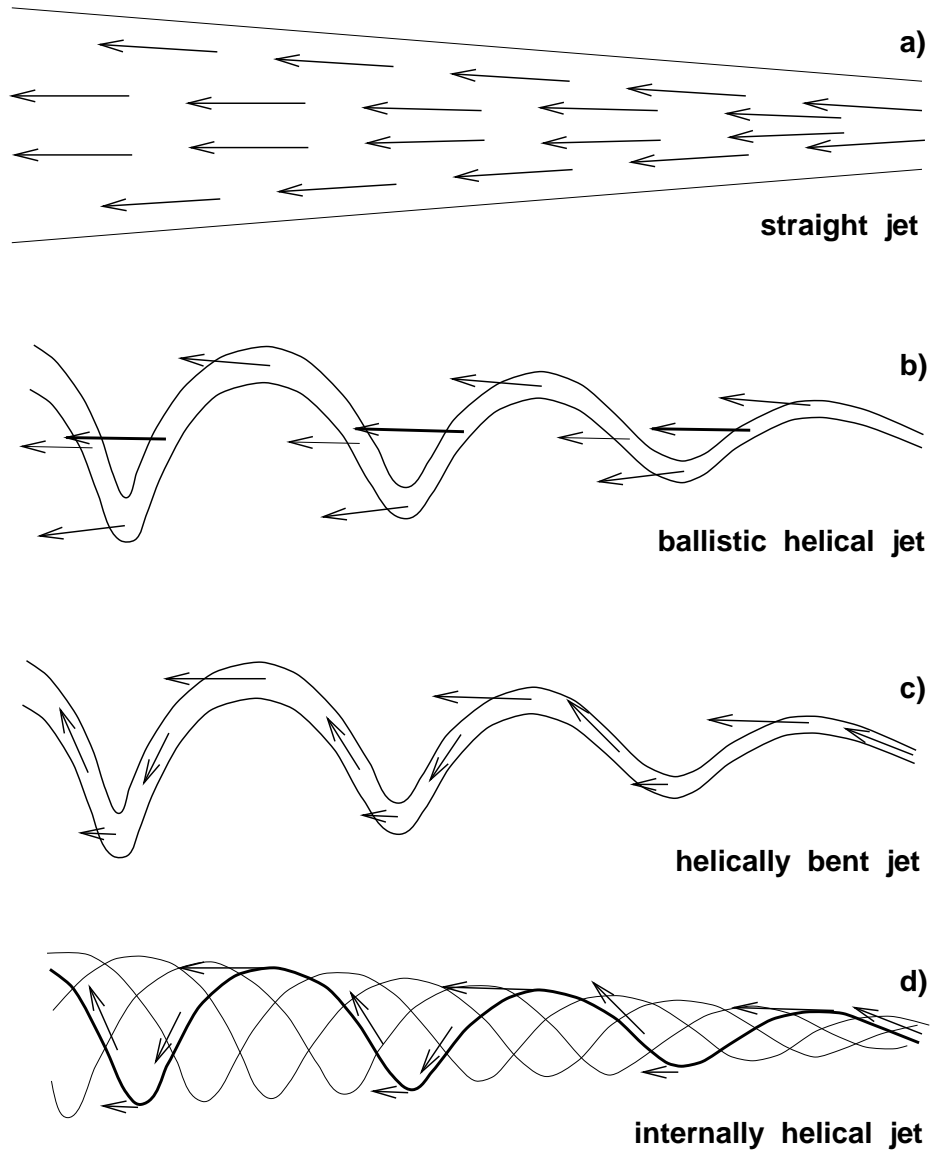 a)
straight jet
b)
ballistic helical jet
c)
helically bent jet
d)
internally helical jet